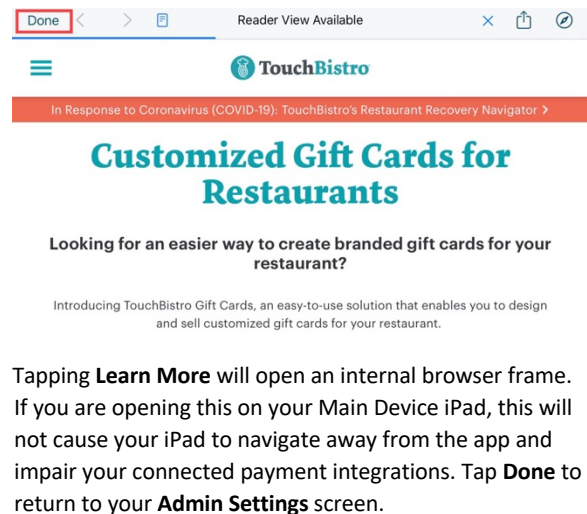 Done Reader View Available
TouchBistro
In Response to Coronavirus (COVID-19): TouchBistro's Restaurant Recovery Navigator >
Customized Gift Cards for
Restaurants
Looking for an easier way to create branded gift cards for your
restaurant?
Introducing TouchBistro Gift Cards, an easy-to-use solution that enables you to design
and sell customized gift cards for your restaurant.
Tapping Learn More will open an internal browser frame.
If you are opening this on your Main Device iPad, this will
not cause your iPad to navigate away from the app and
impair your connected payment integrations. Tap Done to
return to your Admin Settings screen.